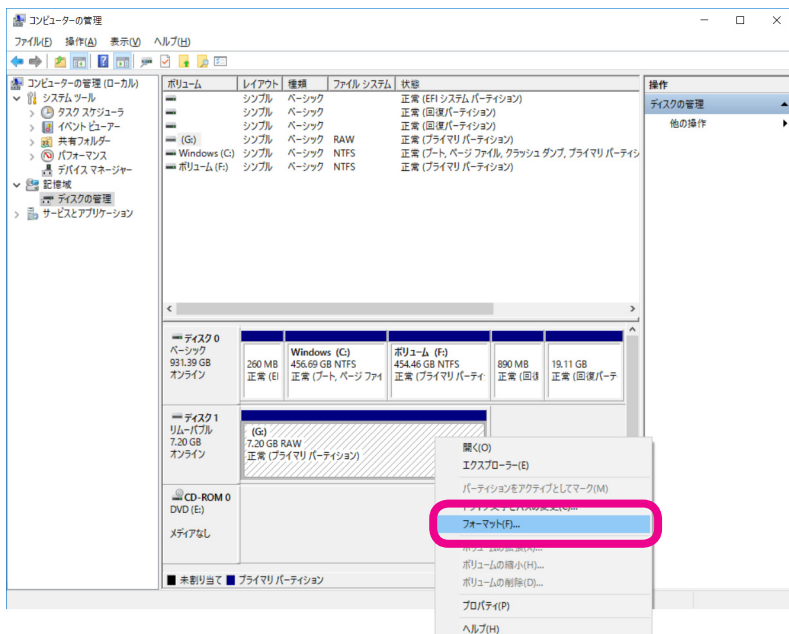 コンピューターの管理
ファイル(F) 操作(A) 表示(V) ヘルプ(H)
コンピューターの管理 (ローカル)
システム ツール
タスク スケジューラ
イベント ビューアー
共有フォルダー
パフォーマンス
デバイス マネージャー
記憶域
ディスクの管理
サービスとアプリケーション
ボリューム レイアウト 種類 ファイル システム 状態
シンプル ベーシック 正常 (EFI システム パーティション)
シンプル ベーシック 正常 (回復パーティション)
シンプル ベーシック 正常 (回復パーティション)
(G:) シンプル ベーシック RAW 正常 (プライマリ パーティション)
Windows (C:) シンプル ベーシック NTFS 正常 (ブート, ページ ファイル, クラッシュ ダンプ, プライマリ パーティシ
ボリューム (F:) シンプル ベーシック NTFS 正常 (プライマリ パーティション)
操作
ディスクの管理
他の操作
ディスク 0
ベーシック
931.39 GB
オンライン
260 MB
正常 (EI
Windows (C:)
456.69 GB NTFS
正常 (ブート, ページ ファイ
ボリューム (F:)
454.46 GB NTFS
正常 (プライマリ パーティ
890 MB
正常 (回復
19.11 GB
正常 (回復パーテ
ディスク 1
リムーバブル
7.20 GB
オンライン
(G:)
7.20 GB RAW
正常 (プライマリ パーティション)
CD-ROM 0
DVD (E:)
メディアなし
未割り当て プライマリ パーティション
開く(O)
エクスプローラー(E)
パーティションをアクティブとしてマーク(M)
フォーマット(F)...
ボリュームの縮小(H)...
ボリュームの削除(D)...
プロパティ(P)
ヘルプ(H)